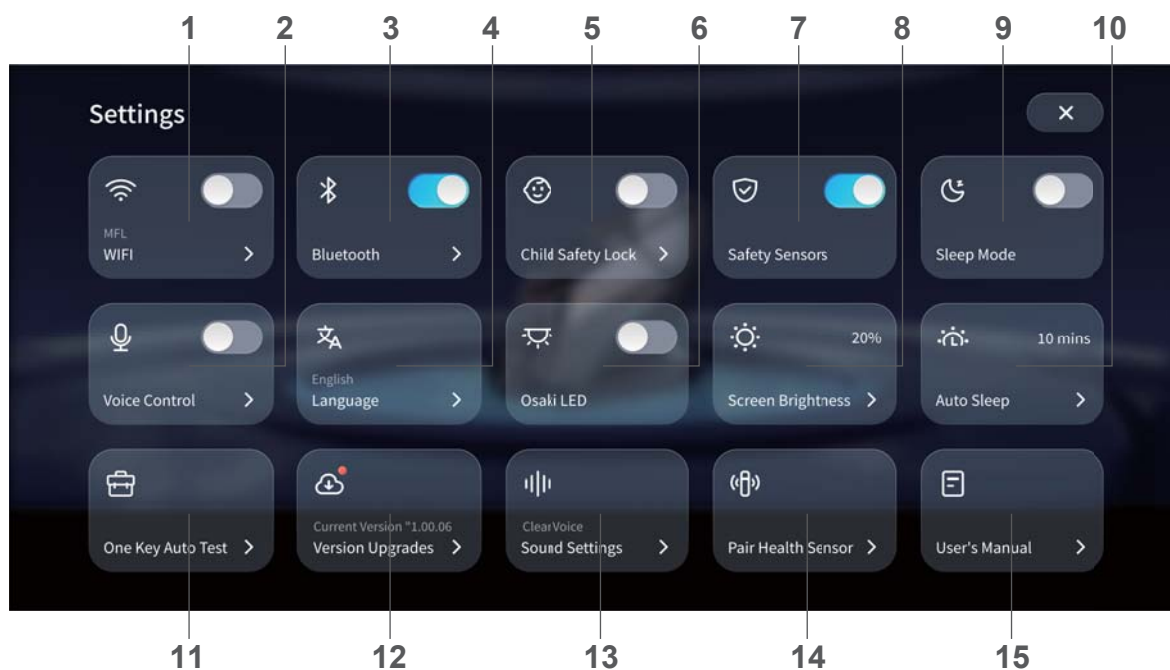 1 2 3 4 5 6 7 8 9 10
Settings
MFL
WIFI
Bluetooth
Child Safety Lock
Safety Sensors
Sleep Mode
Voice Control
English
Language
Osaki LED
20%
Screen Brightness
10 mins
Auto Sleep
One Key Auto Test
Current Version "1.00.06
Version Upgrades
ClearVoice
Sound Settings
Pair Health Sensor
User's Manual
11 12 13 14 15